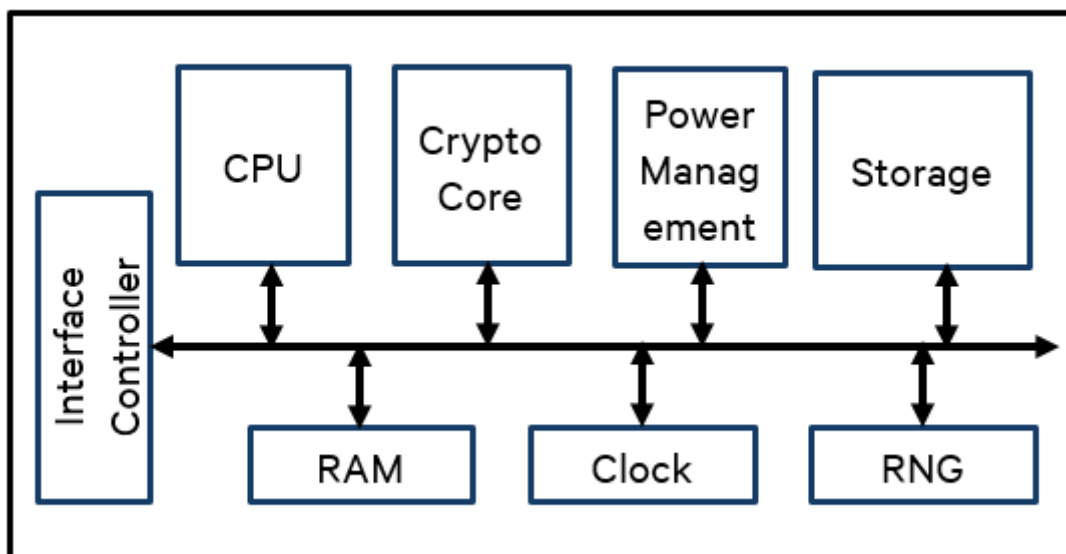 CPU
Crypto
Core
Power
Manag
ement
Storage
Interface
Controller
RAM
Clock
RNG